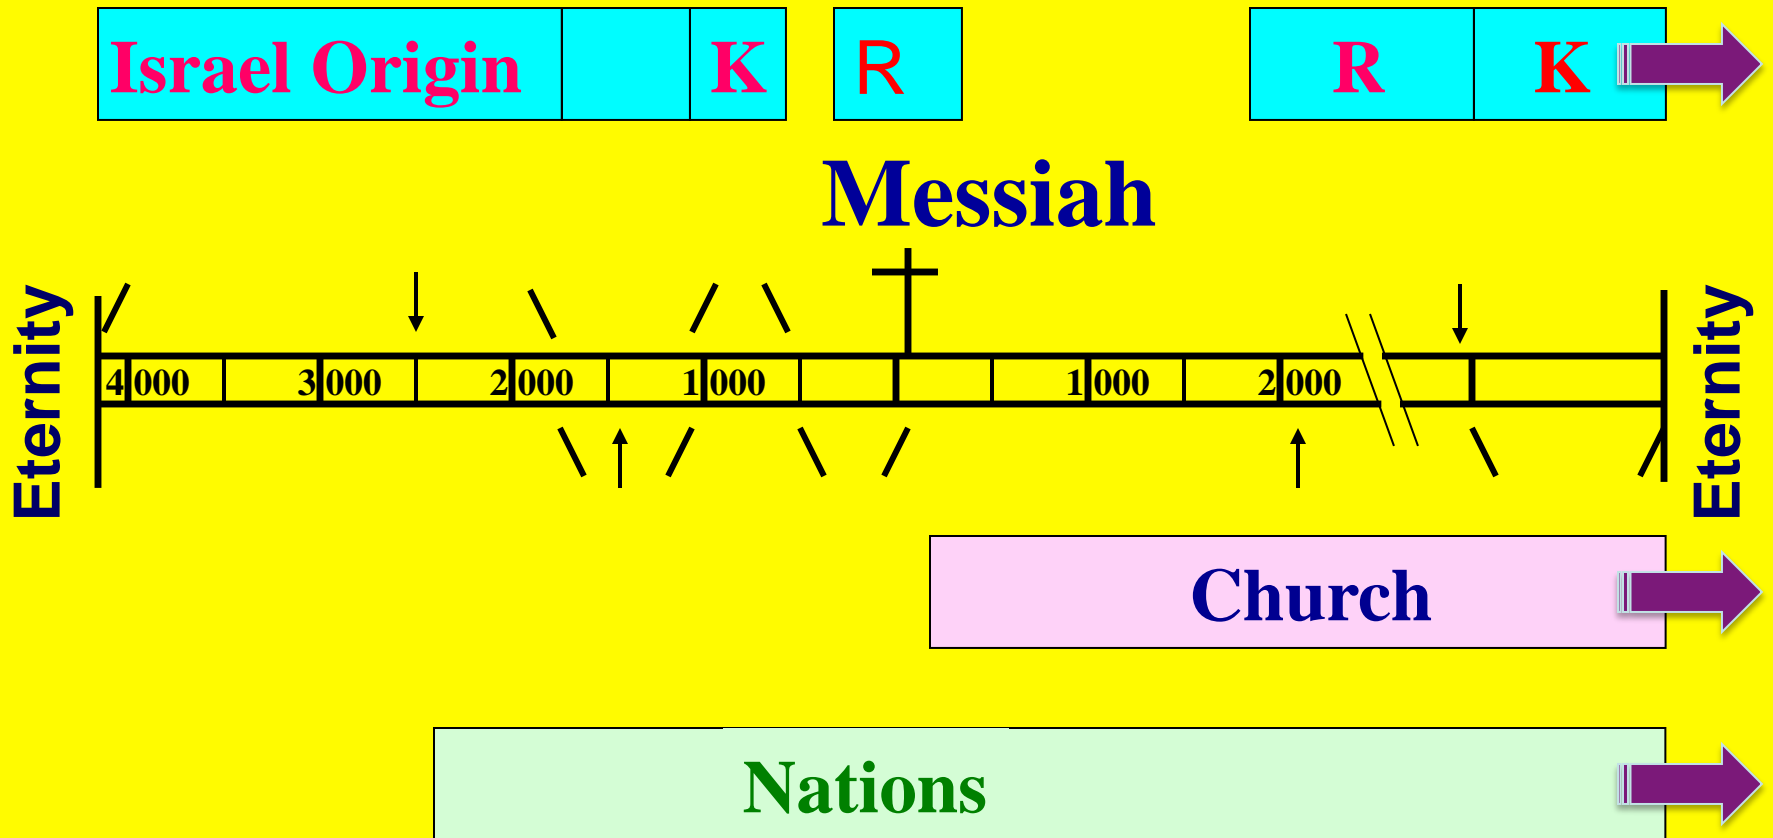 Israel Origin K R R K
Messiah
Eternity
4000 3000 2000 1000 1000 2000
Eternity
Church
Nations